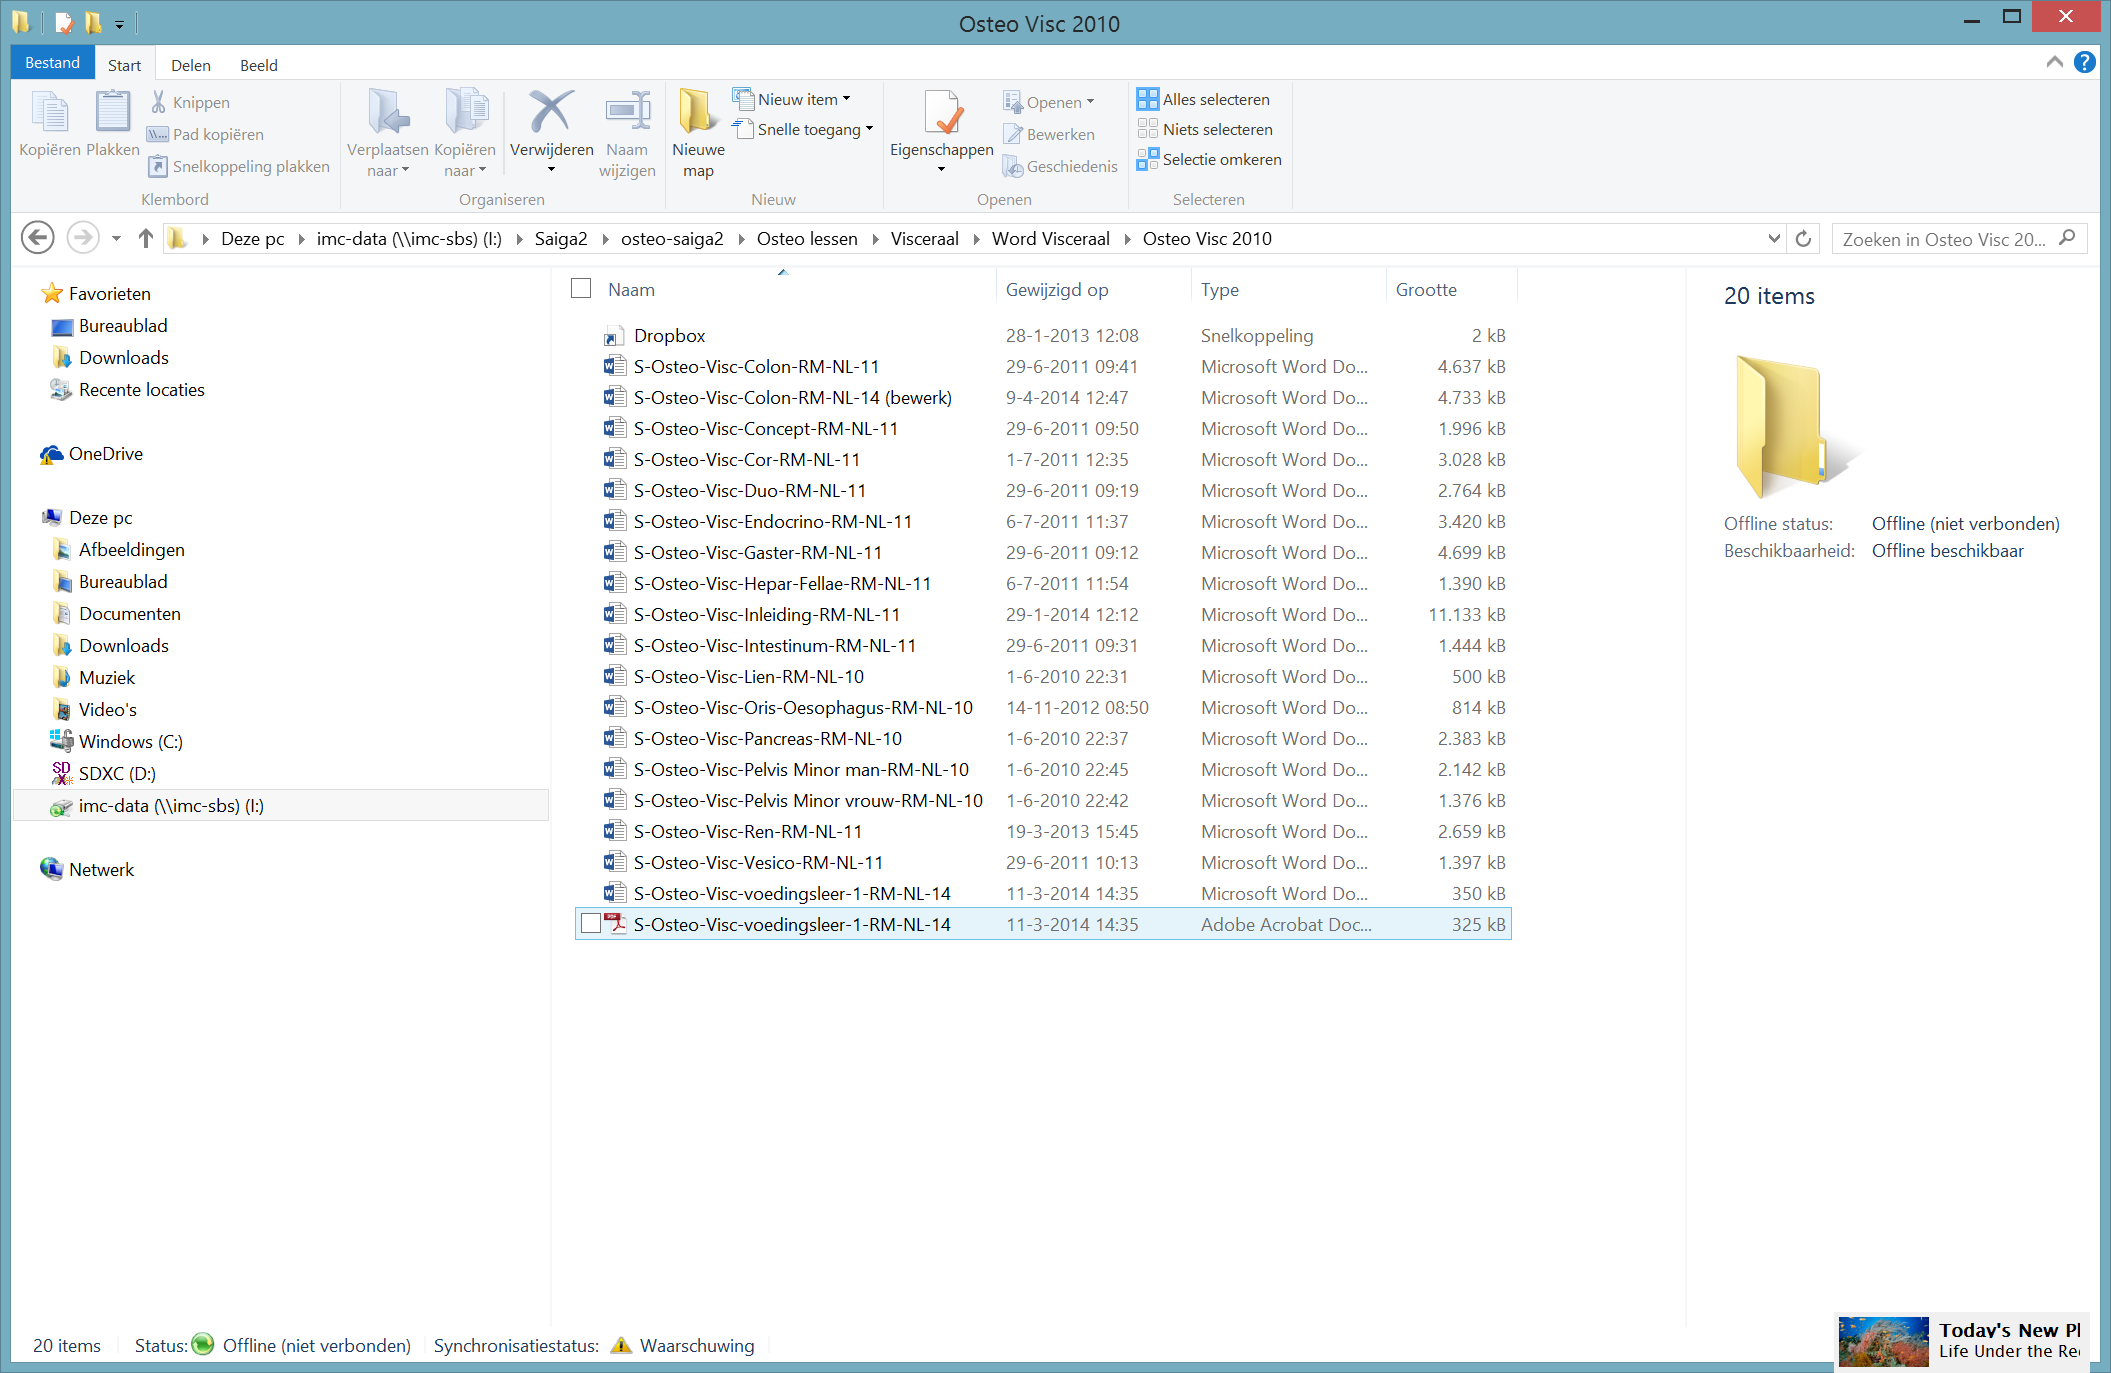 Osteo Visc 2010
Bestand Start Delen Beeld
Kopiëren Plakken Knippen Pad kopiëren Snelkoppeling plakken
Klembord
Verplaatsen naar Kopiëren naar Verwijderen Naam wijzigen
Organiseren
Nieuwe map Nieuw item Snelle toegang
Nieuw
Eigenschappen Openen Bewerken Geschiedenis
Openen
Alles selecteren
Niets selecteren
Selectie omkeren
Selecteren
Deze pc imc-data (\\imc-sbs) (I:) Saiga2 osteo-saiga2 Osteo lessen Visceraal Word Visceraal Osteo Visc 2010
Zoeken in Osteo Visc 20...
Favorieten
Bureaublad
Downloads
Recente locaties
OneDrive
Deze pc
Afbeeldingen
Bureaublad
Documenten
Downloads
Muziek
Video's
Windows (C:)
SDXC (D:)
imc-data (\\imc-sbs) (I:)
Netwerk
Naam Gewijzigd op Type Grootte
Dropbox 28-1-2013 12:08 Snelkoppeling 2 kB
S-Osteo-Visc-Colon-RM-NL-11 29-6-2011 09:41 Microsoft Word Do... 4.637 kB
S-Osteo-Visc-Colon-RM-NL-14 (bewerk) 9-4-2014 12:47 Microsoft Word Do... 4.733 kB
S-Osteo-Visc-Concept-RM-NL-11 29-6-2011 09:50 Microsoft Word Do... 1.996 kB
S-Osteo-Visc-Cor-RM-NL-11 1-7-2011 12:35 Microsoft Word Do... 3.028 kB
S-Osteo-Visc-Duo-RM-NL-11 29-6-2011 09:19 Microsoft Word Do... 2.764 kB
S-Osteo-Visc-Endocrino-RM-NL-11 6-7-2011 11:37 Microsoft Word Do... 3.420 kB
S-Osteo-Visc-Gaster-RM-NL-11 29-6-2011 09:12 Microsoft Word Do... 4.699 kB
S-Osteo-Visc-Hepar-Fellae-RM-NL-11 6-7-2011 11:54 Microsoft Word Do... 1.390 kB
S-Osteo-Visc-Inleiding-RM-NL-11 29-1-2014 12:12 Microsoft Word Do... 11.133 kB
S-Osteo-Visc-Intestinum-RM-NL-11 29-6-2011 09:31 Microsoft Word Do... 1.444 kB
S-Osteo-Visc-Lien-RM-NL-10 1-6-2010 22:31 Microsoft Word Do... 500 kB
S-Osteo-Visc-Oris-Oesophagus-RM-NL-10 14-11-2012 08:50 Microsoft Word Do... 814 kB
S-Osteo-Visc-Pancreas-RM-NL-10 1-6-2010 22:37 Microsoft Word Do... 2.383 kB
S-Osteo-Visc-Pelvis Minor man-RM-NL-10 1-6-2010 22:45 Microsoft Word Do... 2.142 kB
S-Osteo-Visc-Pelvis Minor vrouw-RM-NL-10 1-6-2010 22:42 Microsoft Word Do... 1.376 kB
S-Osteo-Visc-Ren-RM-NL-11 19-3-2013 15:45 Microsoft Word Do... 2.659 kB
S-Osteo-Visc-Vesico-RM-NL-11 29-6-2011 10:13 Microsoft Word Do... 1.397 kB
S-Osteo-Visc-voedingsleer-1-RM-NL-14 11-3-2014 14:35 Microsoft Word Do... 350 kB
S-Osteo-Visc-voedingsleer-1-RM-NL-14 11-3-2014 14:35 Adobe Acrobat Doc... 325 kB
20 items
Offline status: Offline (niet verbonden)
Beschikbaarheid: Offline beschikbaar
20 items Status: Offline (niet verbonden) Synchronisatiestatus: Waarschuwing
Today's New Pl
Life Under the Re